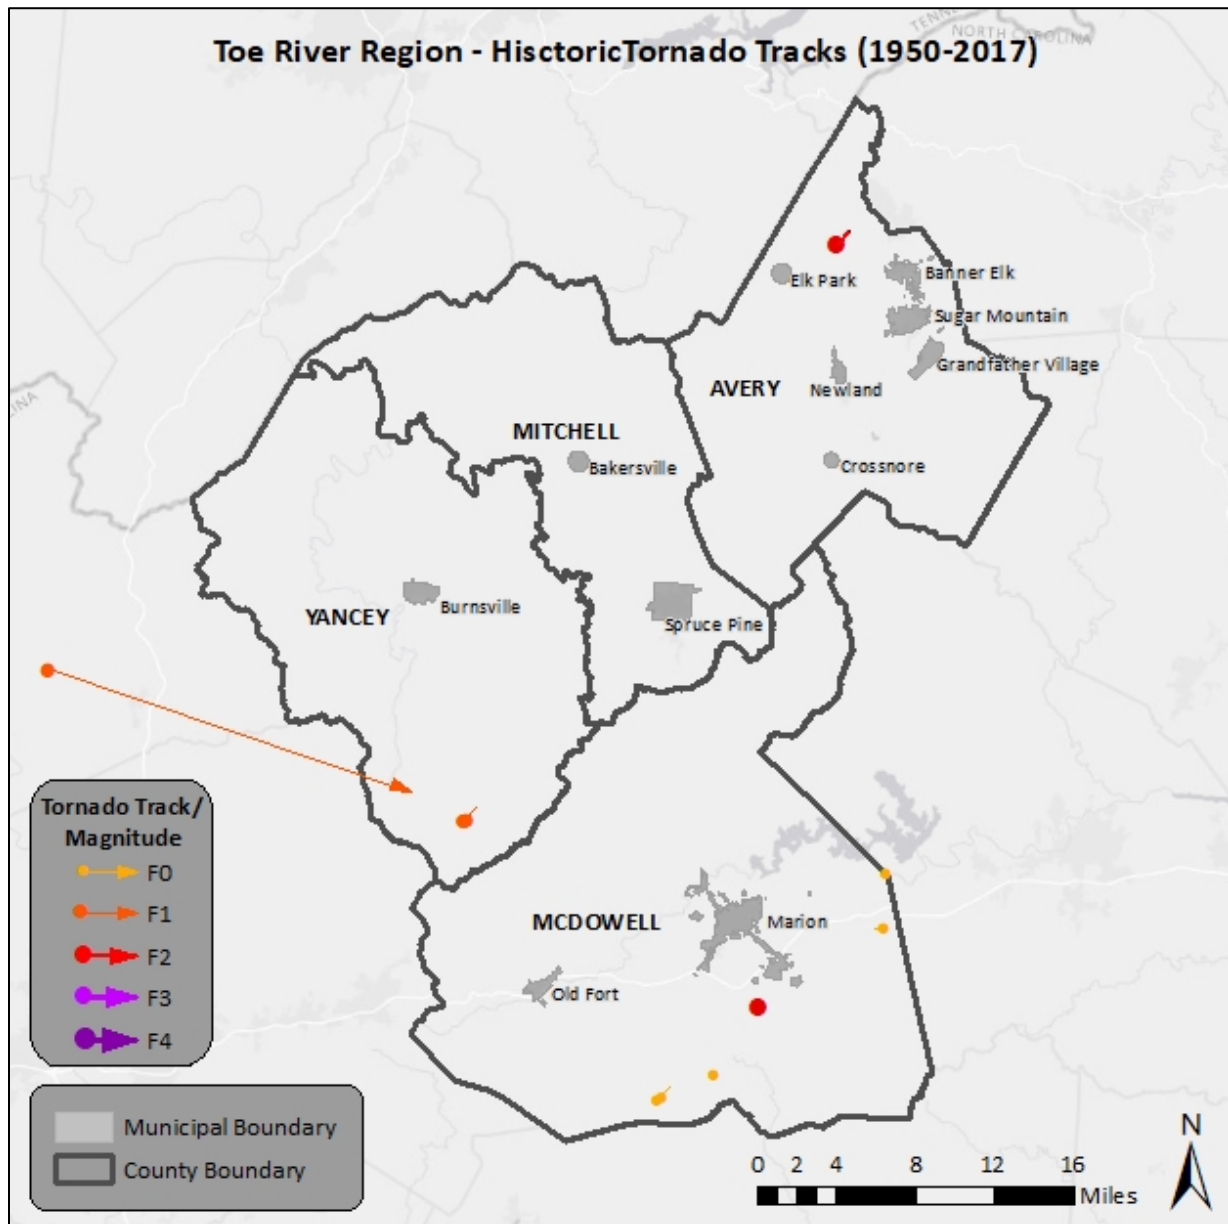 TENNE
NORTH CAROLINA
Toe River Region - HisctoricTornado Tracks (1950-2017)
Elk Park
Banner Elk
Sugar Mountain
Grandfather Village
AVERY
Newland
MITCHELL
Bakersville
Crossnore
YANCEY
Burnsville
Spruce Pine
Tornado Track/
Magnitude
F0
F1
F2
F3
F4
MCDOWELL
Marion
Old Fort
Municipal Boundary
County Boundary
N
0 2 4 8 12 16
Miles